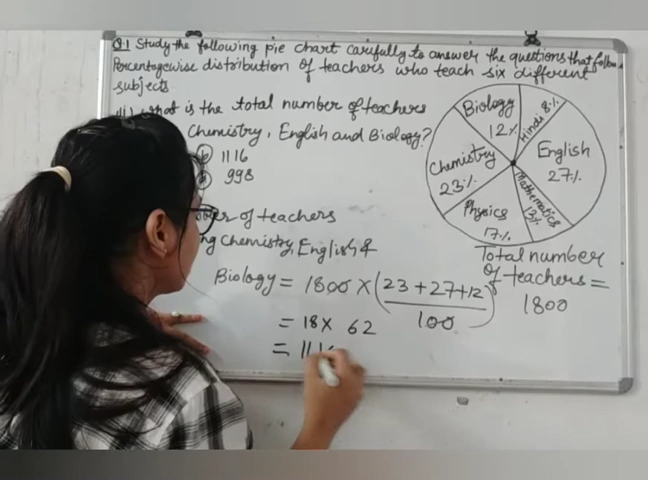 Q.1 Study the following pie chart carefully to answer the questions that follow
Percentagewise distribution of teachers who teach six different
subjects
what is the total number of teachers
Chemistry, English and Biology?
b) 1116
998
of teachers
Chemistry, English &
Biology = 1800 × (23 + 27 + 12
100)
= 18 × 62
= 111
Biology
12%
Hindi 8%
English
27%
Mathematics
13%
Physics
17%
Chemistry
23%
Total number
of teachers =
1800